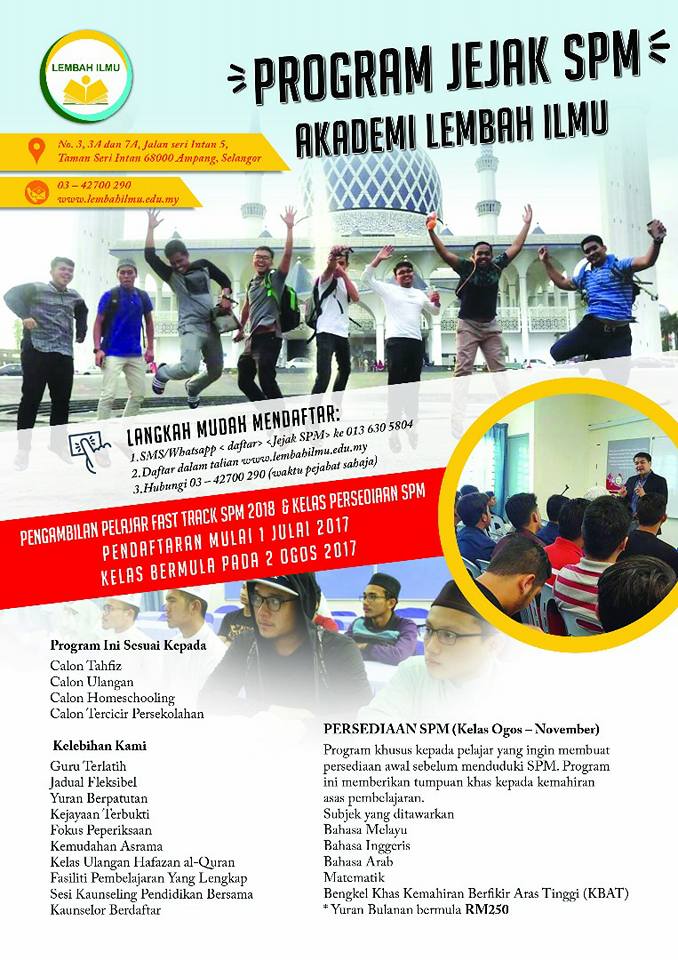 LEMBAH ILMU
PROGRAM JEJAK SPM
AKADEMI LEMBAH ILMU
No. 3, 3A dan 7A, Jalan seri Intan 5,
Taman Seri Intan 68000 Ampang, Selangor
03 – 42700 290
www.lembahilmu.edu.my
LANGKAH MUDAH MENDAFTAR:
1.SMS/Whatsapp < daftar> <Jejak SPM> ke 013 630 5804
2.Daftar dalam talian www.lembahilmu.edu.my
3.Hubungi 03 – 42700 290 (waktu pejabat sahaja)
PENGAMBILAN PELAJAR FAST TRACK SPM 2018 & KELAS PERSEDIAAN SPM
PENDAFTARAN MULAI 1 JULAI 2017
KELAS BERMULA PADA 2 OGOS 2017
Program Ini Sesuai Kepada
Calon Tahfiz
Calon Ulangan
Calon Homeschooling
Calon Tercicir Persekolahan
Kelebihan Kami
Guru Terlatih
Jadual Fleksibel
Yuran Berpatutan
Kejayaan Terbukti
Fokus Peperiksaan
Kemudahan Asrama
Kelas Ulangan Hafazan al-Quran
Fasiliti Pembelajaran Yang Lengkap
Sesi Kaunseling Pendidikan Bersama
Kaunselor Berdaftar
PERSEDIAAN SPM (Kelas Ogos – November)
Program khusus kepada pelajar yang ingin membuat
persediaan awal sebelum menduduki SPM. Program
ini memberikan tumpuan khas kepada kemahiran
asas pembelajaran.
Subjek yang ditawarkan
Bahasa Melayu
Bahasa Inggeris
Bahasa Arab
Matematik
Bengkel Khas Kemahiran Berfikir Aras Tinggi (KBAT)
* Yuran Bulanan bermula RM250